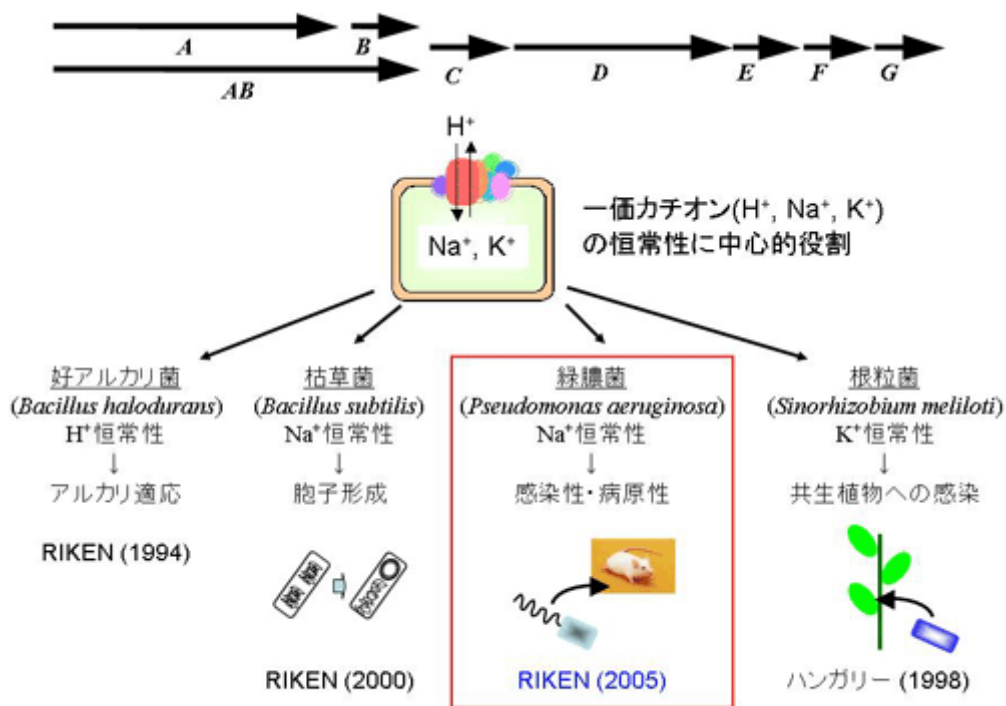 A
B
AB
C
D
E
F
G
H⁺
Na⁺, K⁺
一価カチオン(H⁺, Na⁺, K⁺)
の恒常性に中心的役割
好アルカリ菌
(Bacillus halodurans)
H⁺恒常性
↓
アルカリ適応
RIKEN (1994)
枯草菌
(Bacillus subtilis)
Na⁺恒常性
↓
胞子形成
RIKEN (2000)
緑膿菌
(Pseudomonas aeruginosa)
Na⁺恒常性
↓
感染性・病原性
RIKEN (2005)
根粒菌
(Sinorhizobium meliloti)
K⁺恒常性
↓
共生植物への感染
ハンガリー (1998)